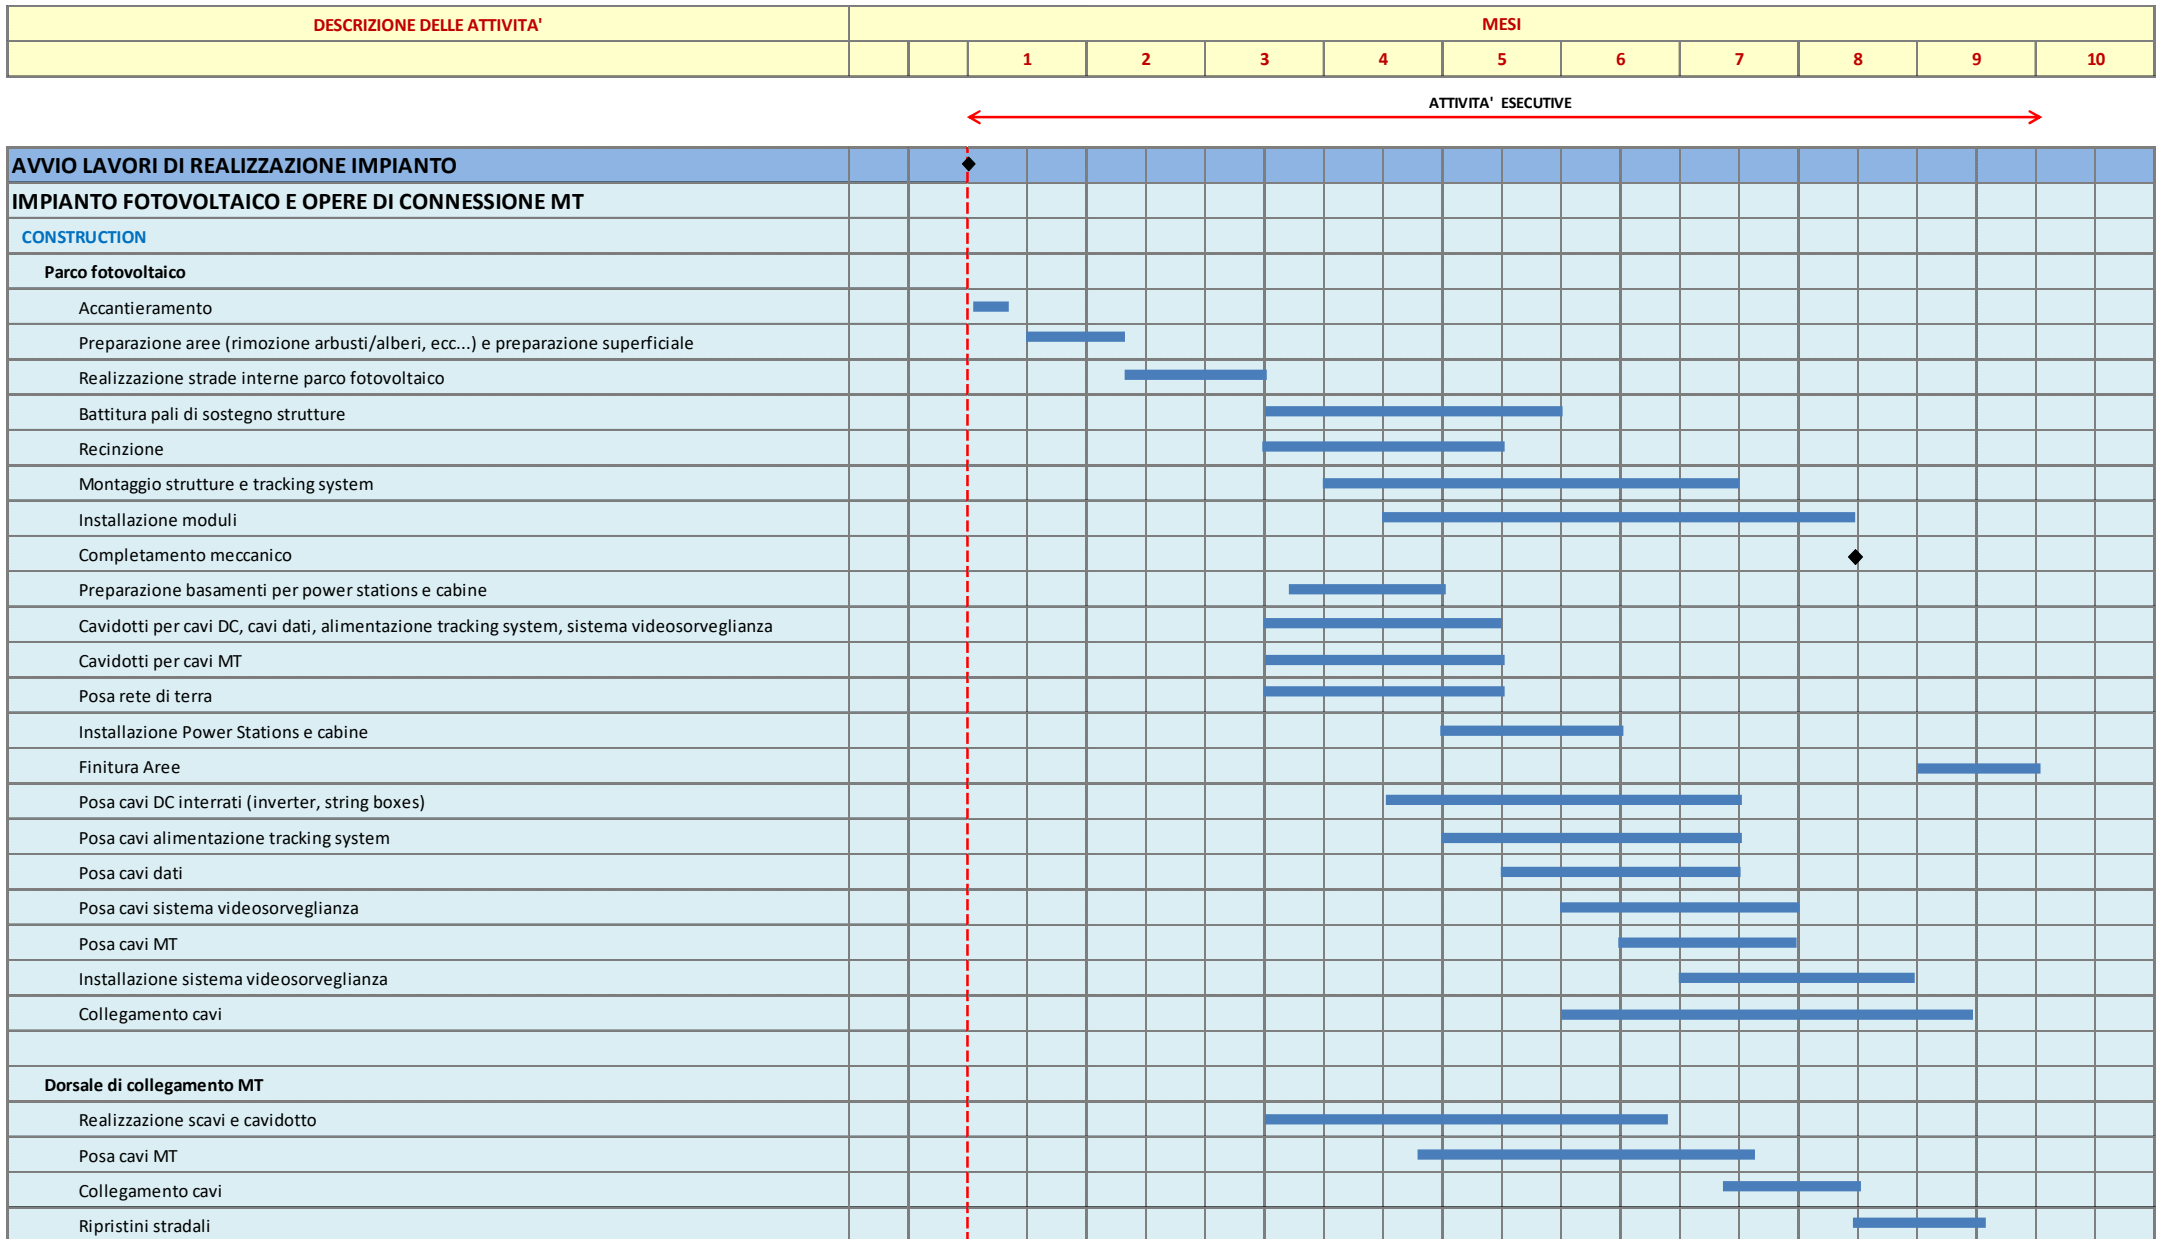 DESCRIZIONE DELLE ATTIVITA' MESI
1 2 3 4 5 6 7 8 9 10
ATTIVITA' ESECUTIVE
AVVIO LAVORI DI REALIZZAZIONE IMPIANTO
IMPIANTO FOTOVOLTAICO E OPERE DI CONNESSIONE MT
CONSTRUCTION
Parco fotovoltaico
Accantieramento
Preparazione aree (rimozione arbusti/alberi, ecc...) e preparazione superficiale
Realizzazione strade interne parco fotovoltaico
Battitura pali di sostegno strutture
Recinzione
Montaggio strutture e tracking system
Installazione moduli
Completamento meccanico
Preparazione basamenti per power stations e cabine
Cavidotti per cavi DC, cavi dati, alimentazione tracking system, sistema videosorveglianza
Cavidotti per cavi MT
Posa rete di terra
Installazione Power Stations e cabine
Finitura Aree
Posa cavi DC interrati (inverter, string boxes)
Posa cavi alimentazione tracking system
Posa cavi dati
Posa cavi sistema videosorveglianza
Posa cavi MT
Installazione sistema videosorveglianza
Collegamento cavi
Dorsale di collegamento MT
Realizzazione scavi e cavidotto
Posa cavi MT
Collegamento cavi
Ripristini stradali